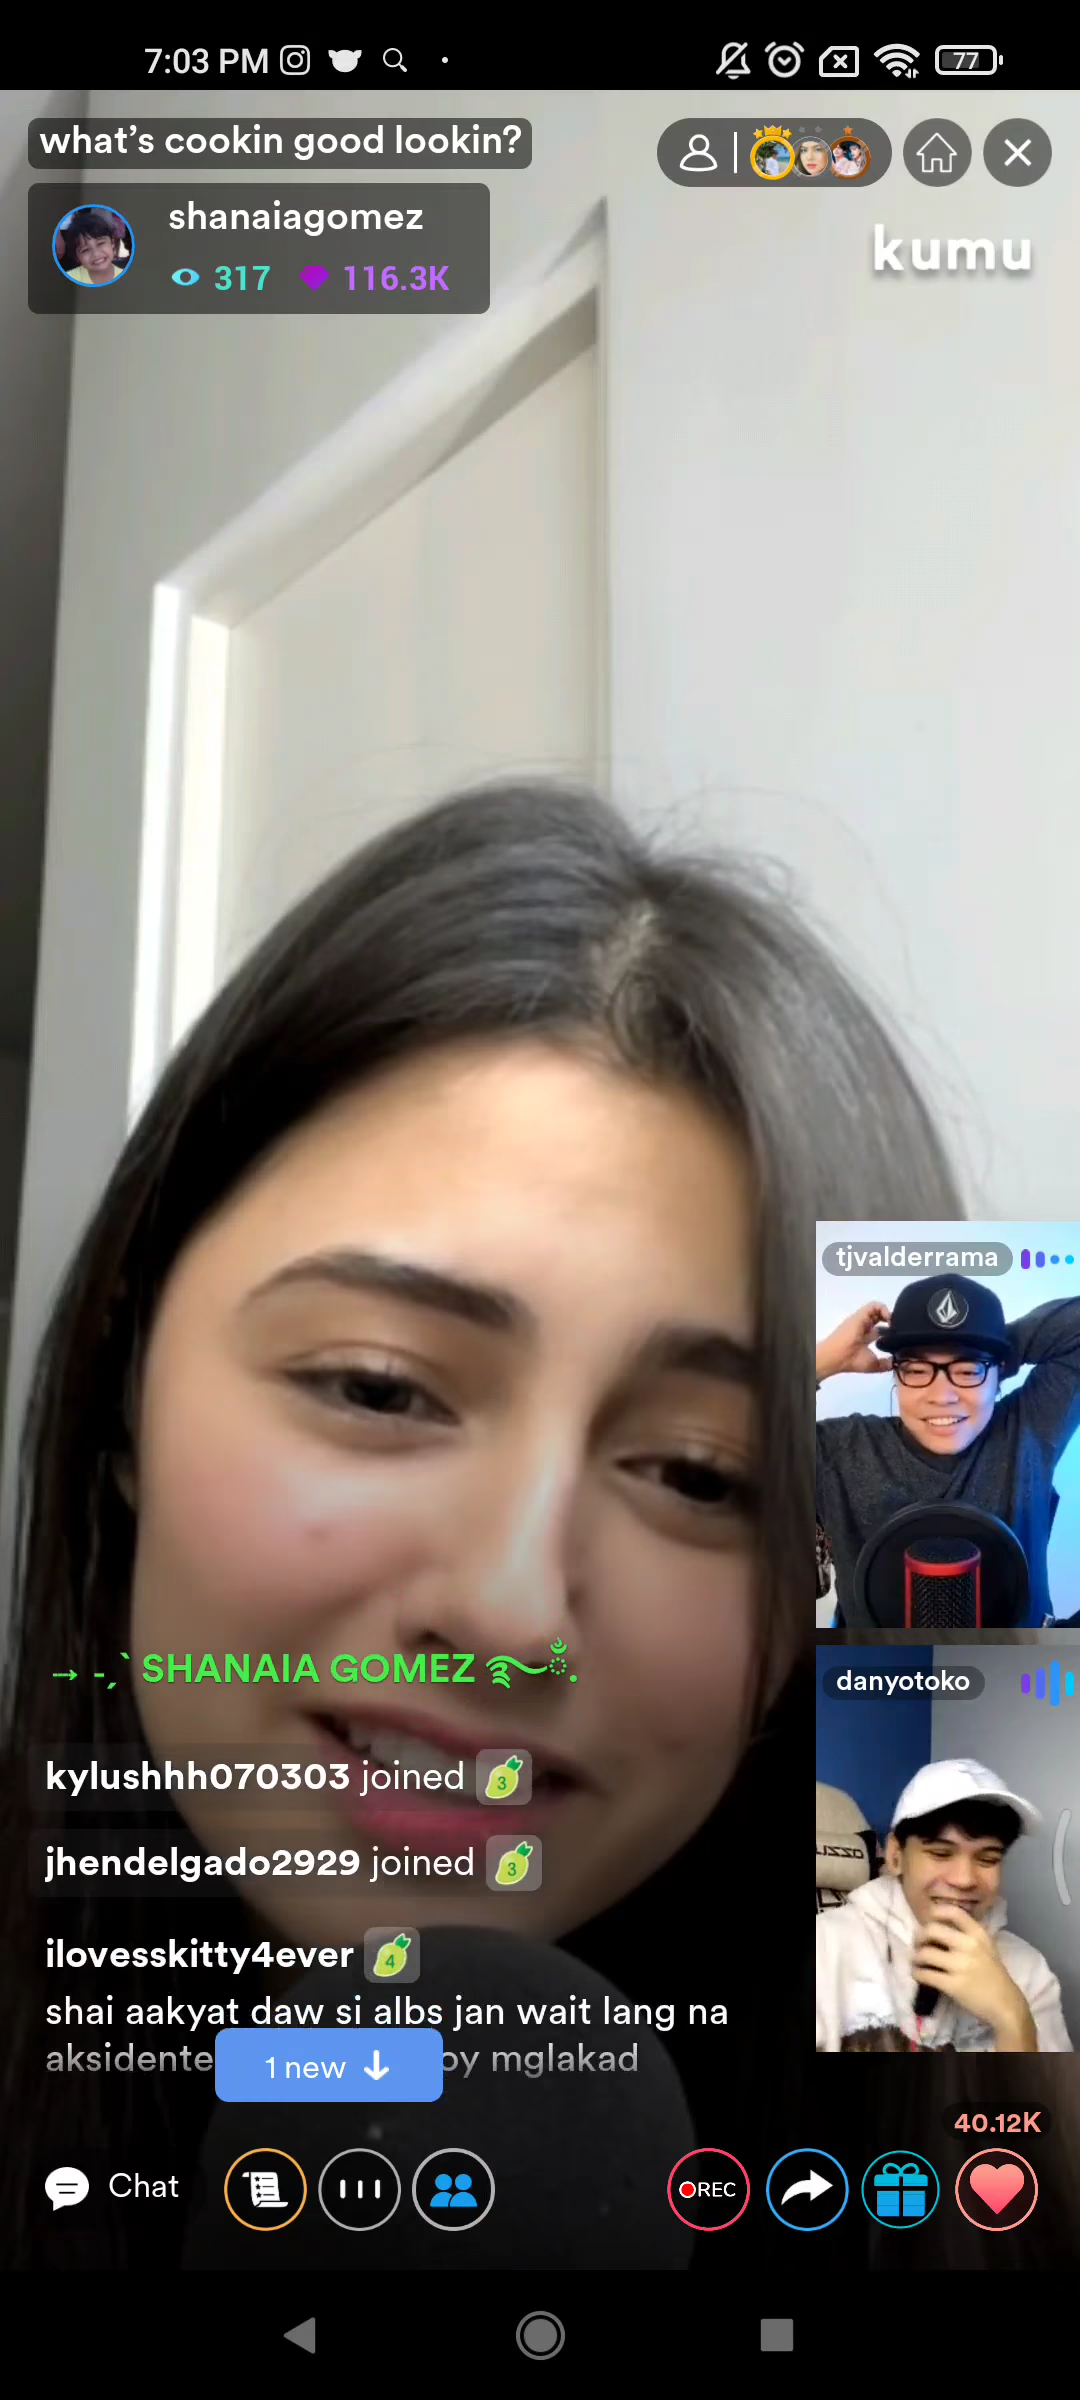 7:03 PM
77
what's cookin good lookin?
shanaiagomez
317 116.3K
kumu
tjvalderrama
danyotoko
→ -ˏˋ SHANAIA GOMEZ
kylushhh070303 joined 3
jhendelgado2929 joined 3
ilovesskitty4ever 4
shai aakyat daw si albs jan wait lang na
aksidente oy mglakad
1 new ↓
40.12K
Chat
REC